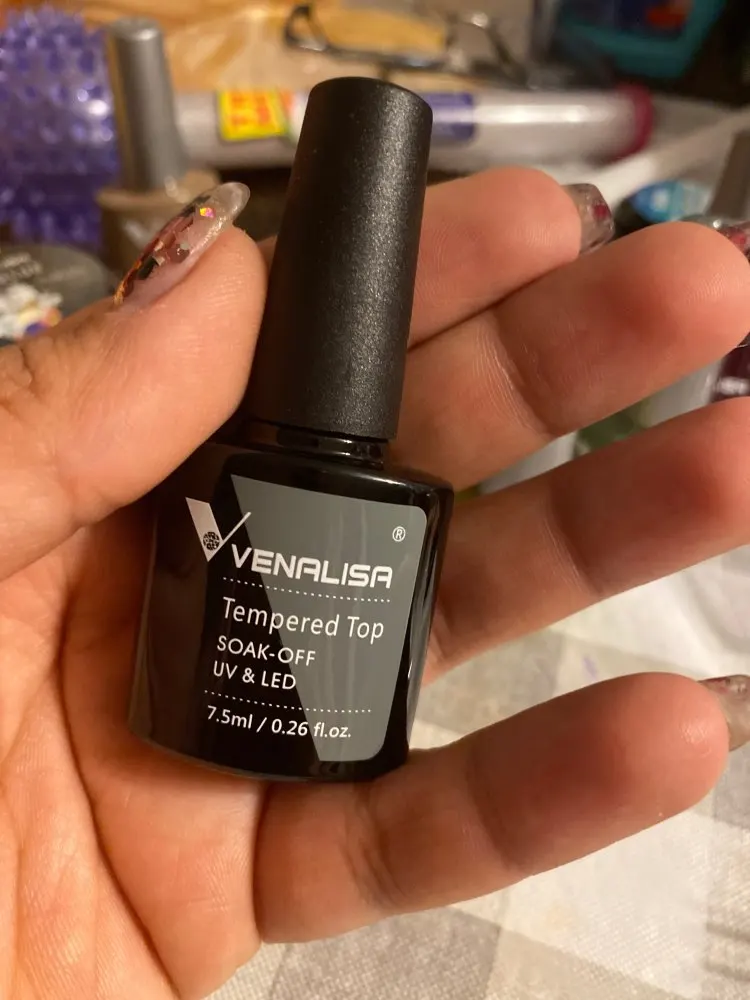 ®
VENALISA
Tempered Top
SOAK-OFF
UV & LED
7.5ml / 0.26 fl.oz.